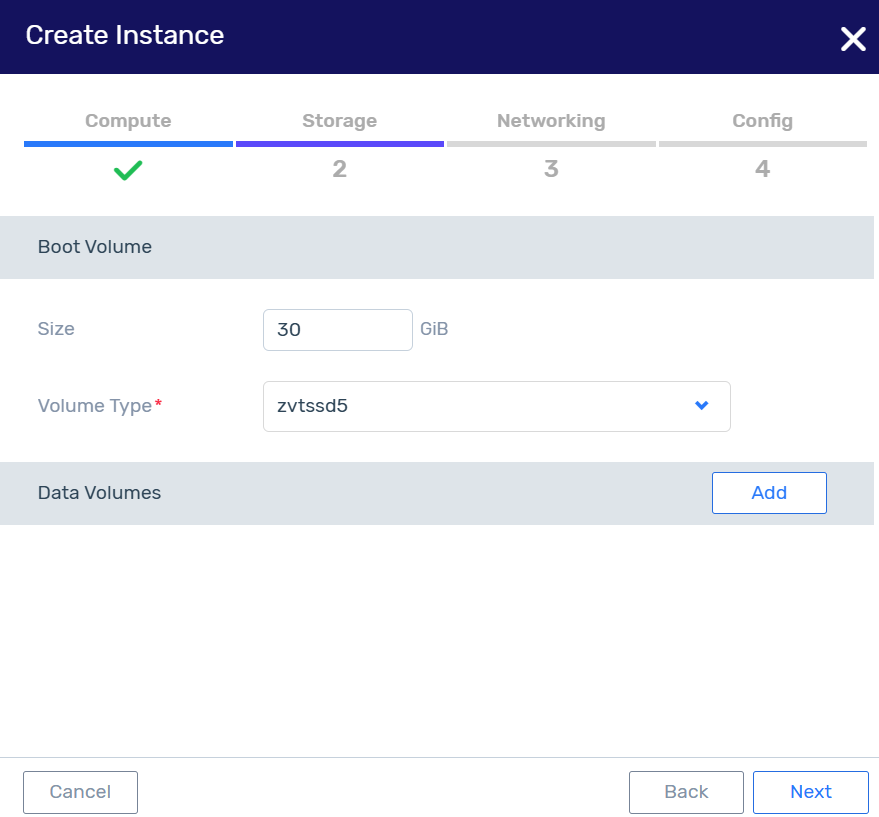 Create Instance
Compute Storage Networking Config
2 3 4
Boot Volume
Size 30 GiB
Volume Type* zvtssd5
Data Volumes Add
Cancel Back Next